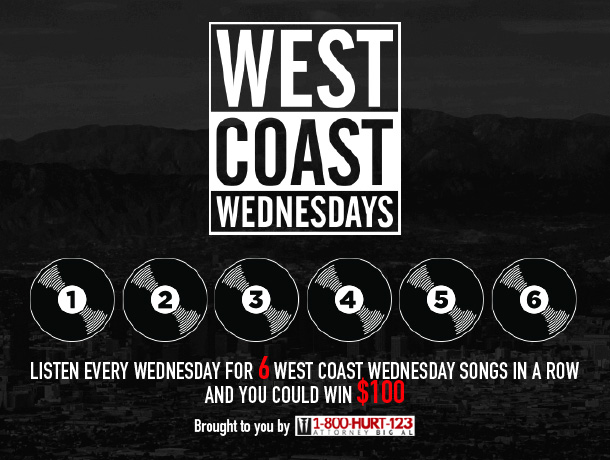 WEST
COAST
WEDNESDAYS
1 2 3 4 5 6
LISTEN EVERY WEDNESDAY FOR 6 WEST COAST WEDNESDAY SONGS IN A ROW
AND YOU COULD WIN $100
Brought to you by 1-800-HURT-123
ATTORNEY BIG AL